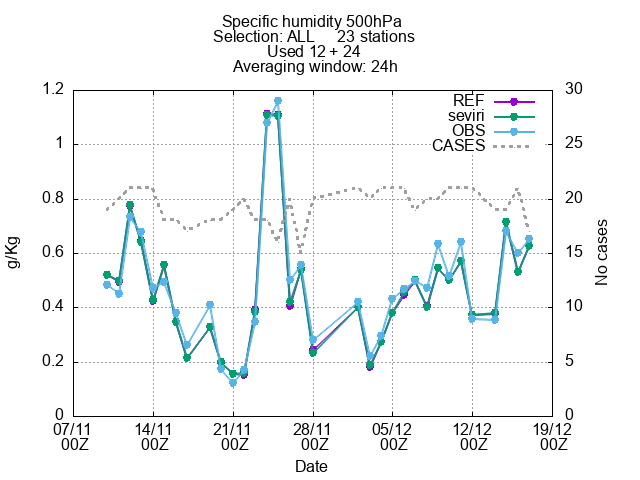 Specific humidity 500hPa
Selection: ALL 23 stations
Used 12 + 24
Averaging window: 24h
1.2
1
0.8
0.6
0.4
0.2
0
g/Kg
30
25
20
15
10
5
0
No cases
REF
seviri
OBS
CASES
07/11 14/11 21/11 28/11 05/12 12/12 19/12
00Z 00Z 00Z 00Z 00Z 00Z 00Z
Date